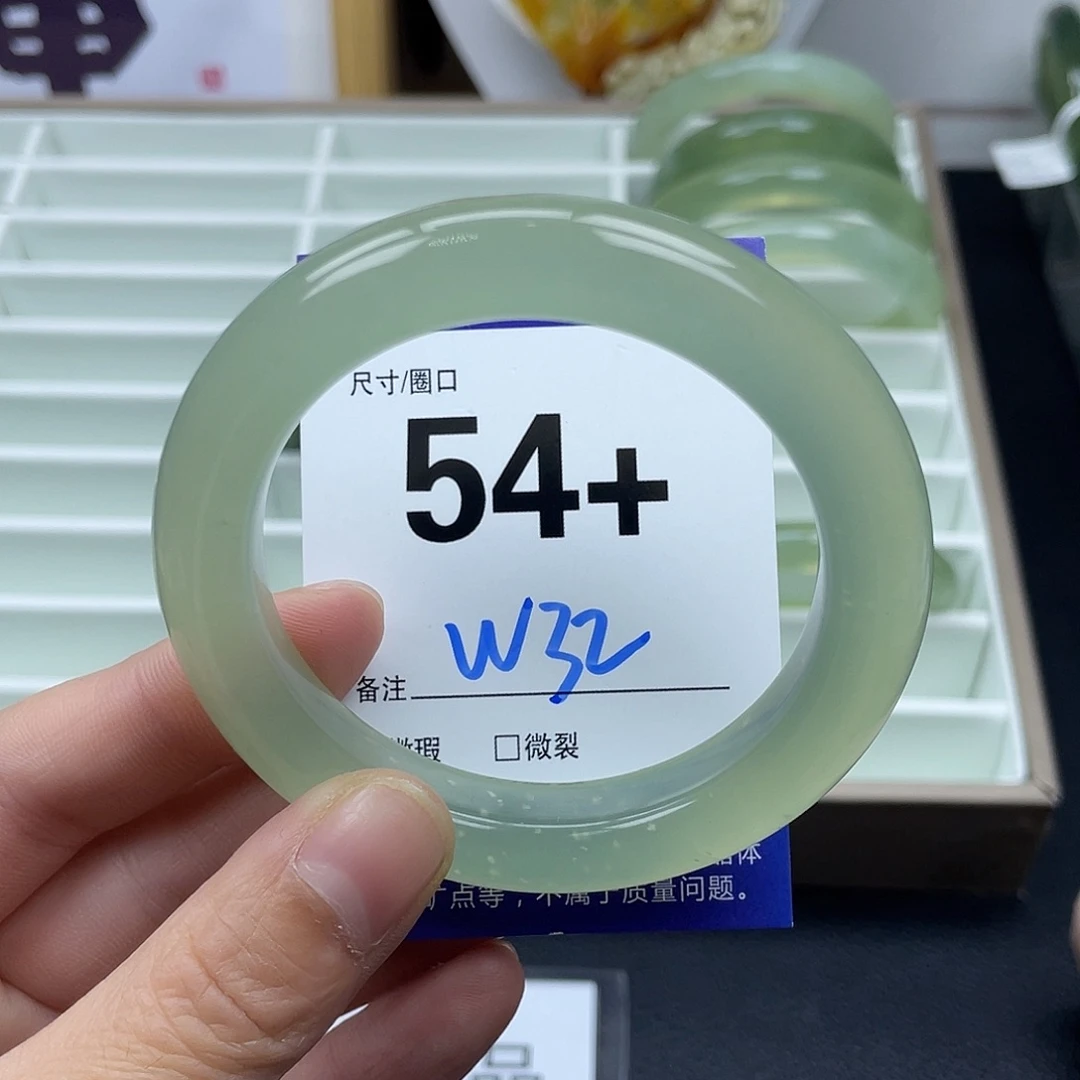 尺寸/圈口
54+
W32
备注
微瑕 □微裂
点等，不属于质量问题。